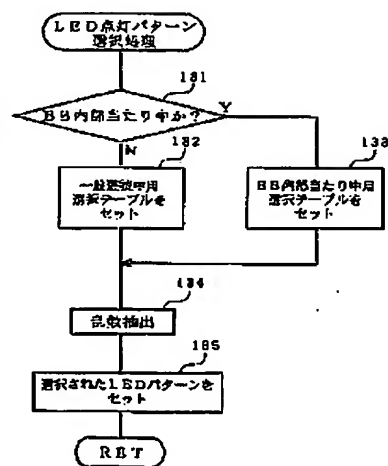 LED点灯パターン
選択処理
181
BB内部当たり中か？
Y
N
182
183
一般遊技中用
選択テーブルを
セット
BB内部当たり中用
選択テーブルを
セット
184
乱数抽出
185
選択されたLEDパターンを
セット
RET